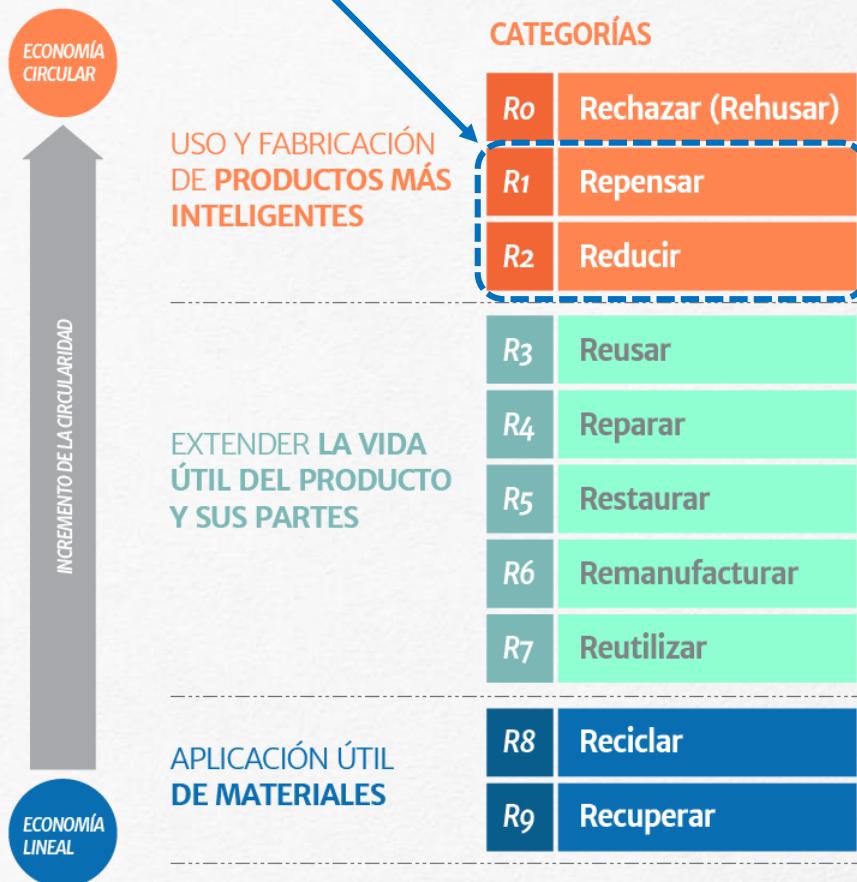 ECONOMÍA
CIRCULAR
INCREMENTO DE LA CIRCULARIDAD
ECONOMÍA
LINEAL
CATEGORÍAS
USO Y FABRICACIÓN
DE PRODUCTOS MÁS
INTELIGENTES
R0 Rechazar (Rehusar)
R1 Repensar
R2 Reducir
EXTENDER LA VIDA
ÚTIL DEL PRODUCTO
Y SUS PARTES
R3 Reusar
R4 Reparar
R5 Restaurar
R6 Remanufacturar
R7 Reutilizar
APLICACIÓN ÚTIL
DE MATERIALES
R8 Reciclar
R9 Recuperar